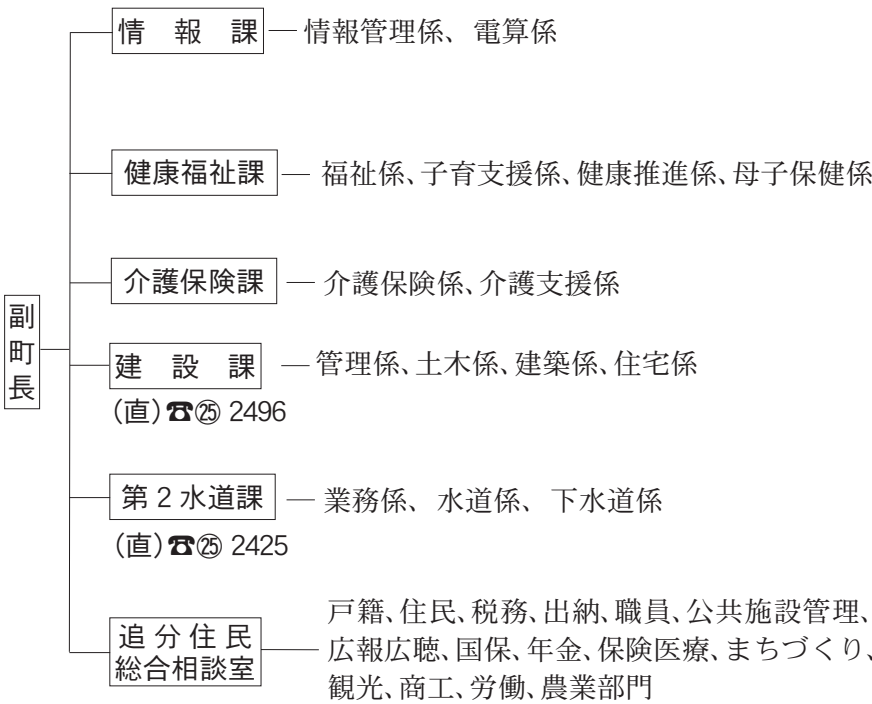 情報課 ― 情報管理係、電算係
健康福祉課 ― 福祉係、子育支援係、健康推進係、母子保健係
介護保険課 ― 介護保険係、介護支援係
副町長
建設課 ― 管理係、土木係、建築係、住宅係
(直)☎㉕ 2496
第2水道課 ― 業務係、水道係、下水道係
(直)☎㉕ 2425
追分住民
総合相談室
戸籍、住民、税務、出納、職員、公共施設管理、
広報広聴、国保、年金、保険医療、まちづくり、
観光、商工、労働、農業部門